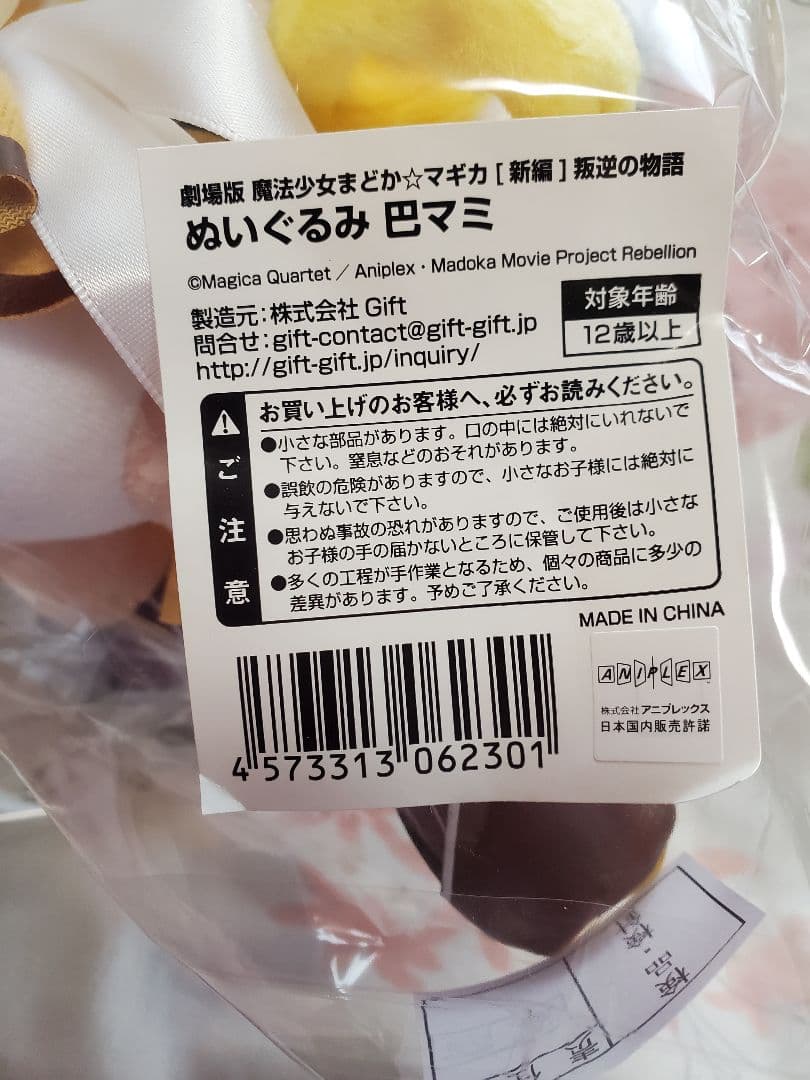 劇場版 魔法少女まどか☆マギカ [ 新編 ] 叛逆の物語
ぬいぐるみ 巴マミ
©Magica Quartet / Aniplex・Madoka Movie Project Rebellion
製造元:株式会社 Gift
問合せ:gift-contact@gift-gift.jp
http://gift-gift.jp/inquiry/
対象年齢
12歳以上
ご注意
お買い上げのお客様へ、必ずお読みください。
●小さな部品があります。口の中には絶対にいれないで
下さい。窒息などのおそれがあります。
●誤飲の危険がありますので、小さなお子様には絶対に
与えないで下さい。
●思わぬ事故の恐れがありますので、ご使用後は小さな
お子様の手の届かないところに保管して下さい。
●多くの工程が手作業となるため、個々の商品に多少の
差異があります。予めご了承ください。
MADE IN CHINA
4 573313 062301
ANIPLEX
株式会社 アニプレックス
日本国内販売許諾
検品